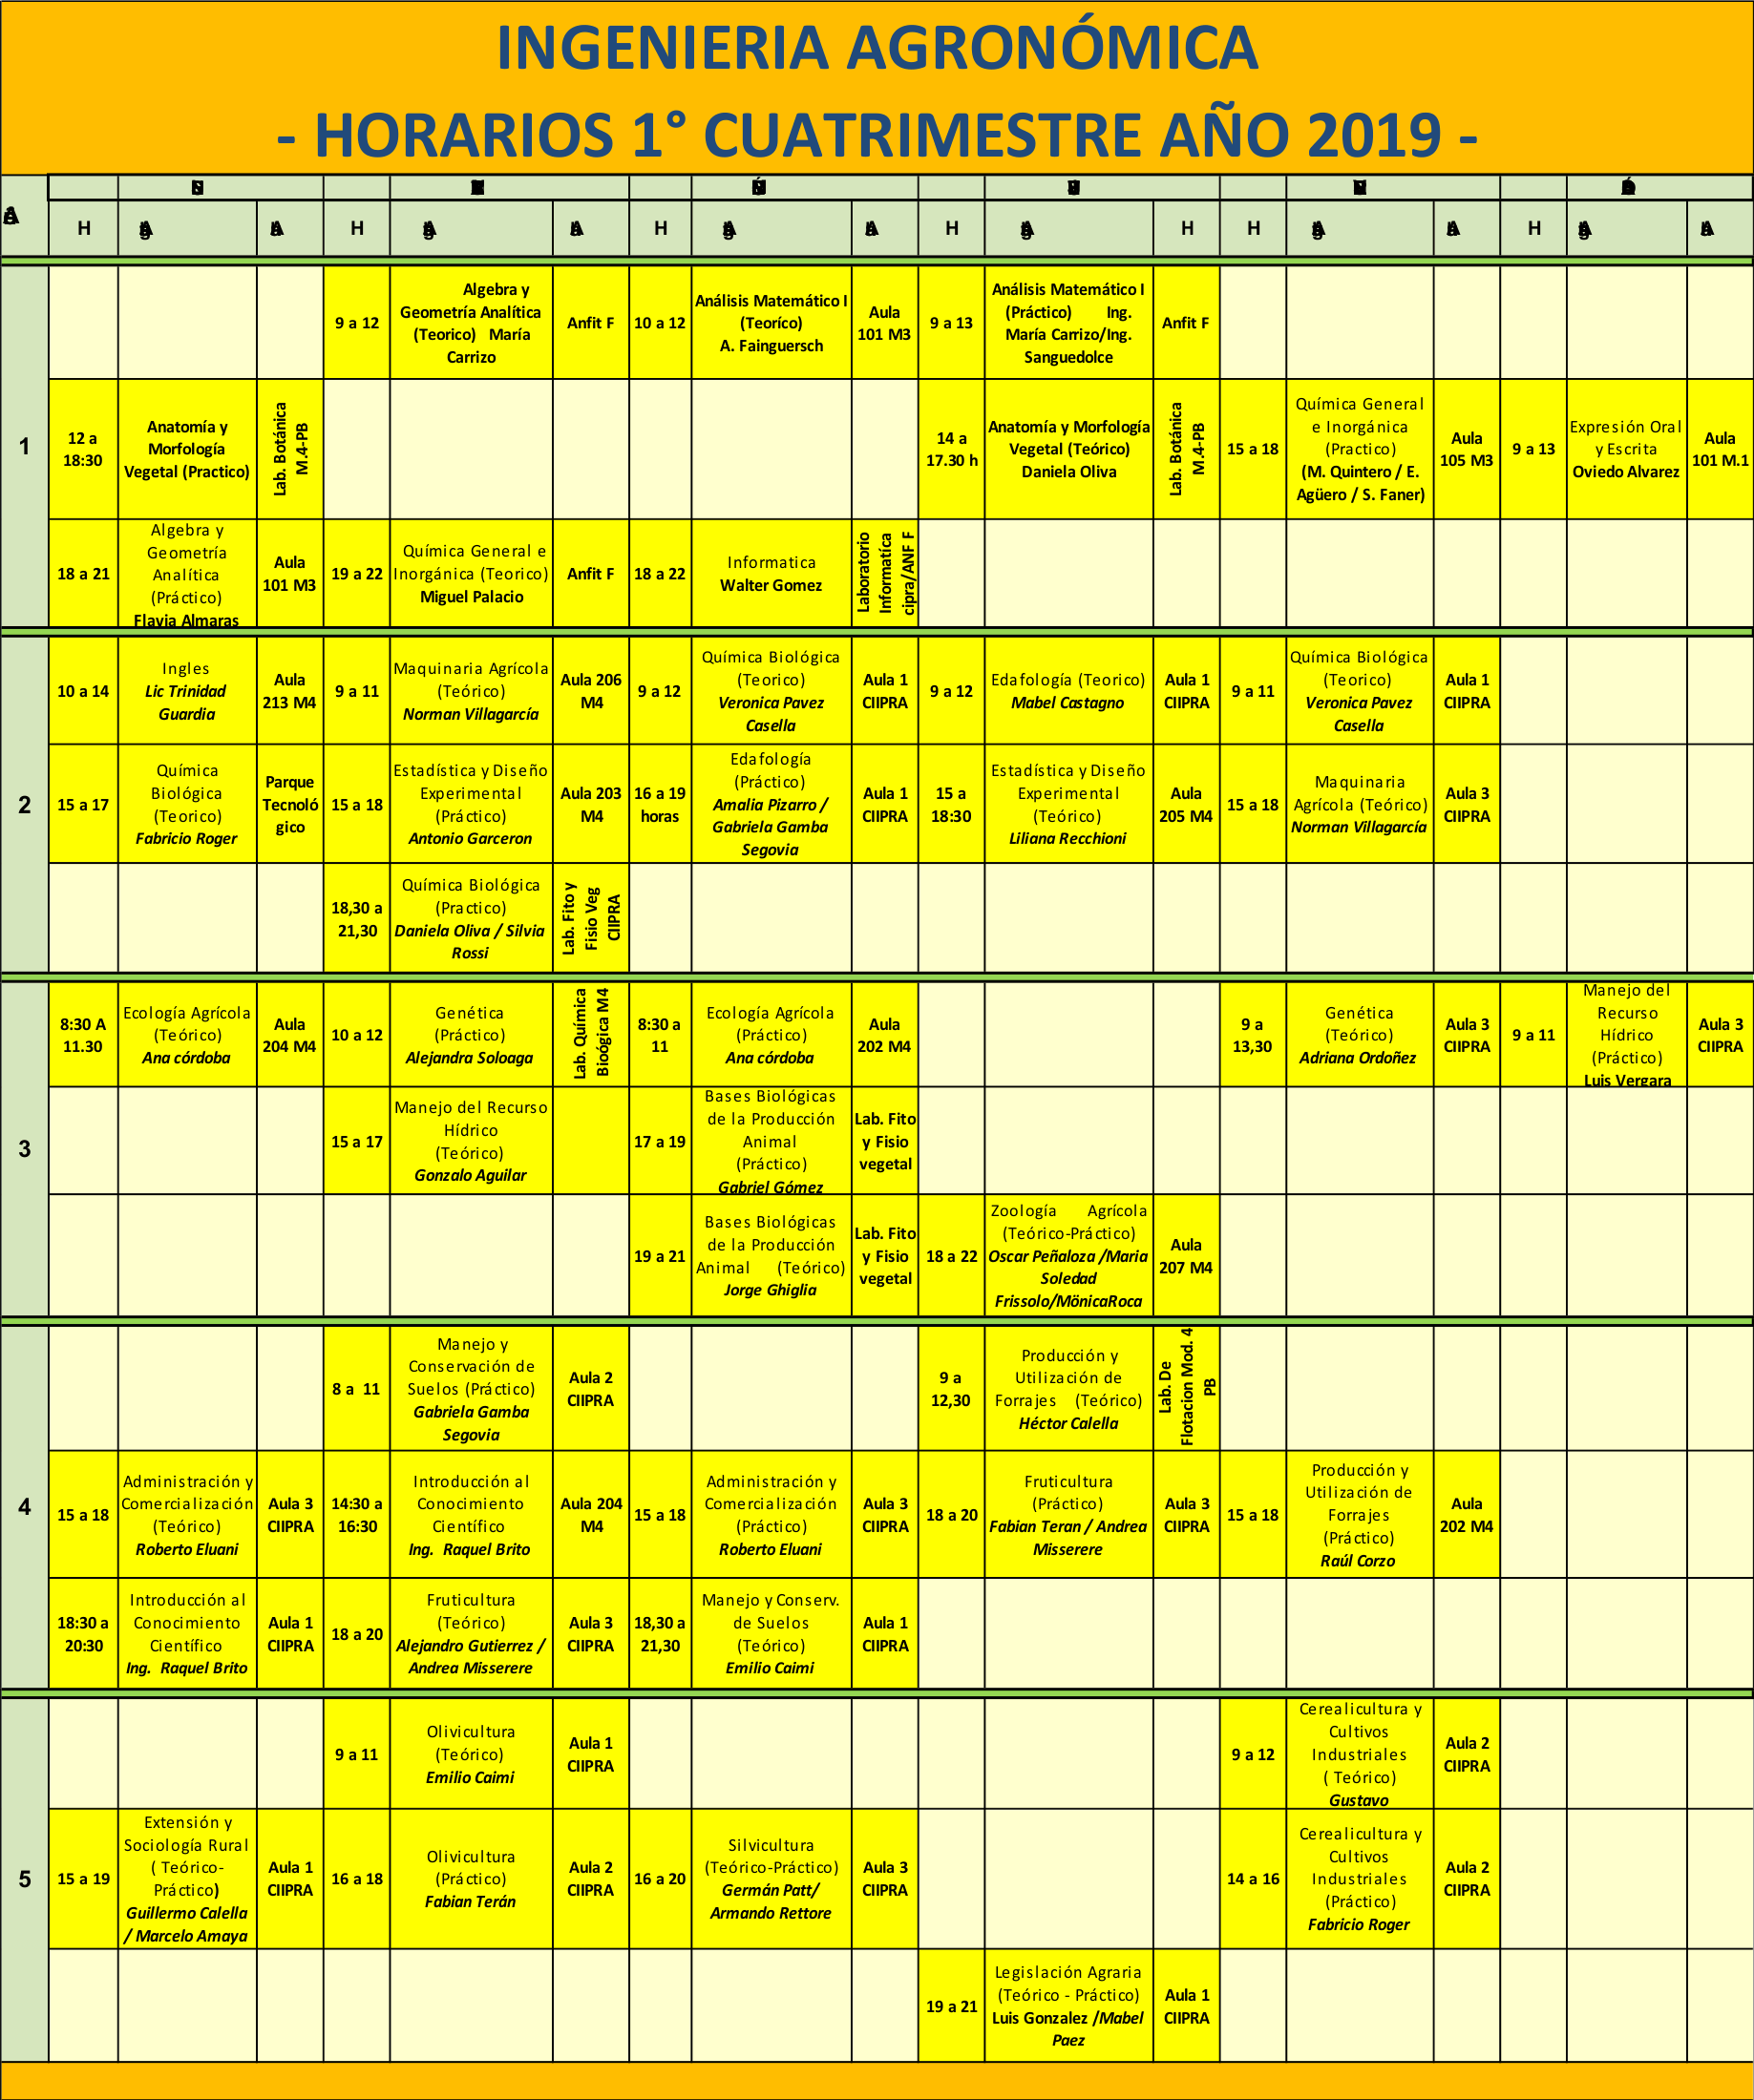 INGENIERIA AGRONÓMICA
- HORARIOS 1° CUATRIMESTRE AÑO 2019 -
H
H
H
H
H
H
H
1
9 a 12
Algebra y
Geometría Analítica
(Teorico) María
Carrizo
Anfit F
10 a 12
Análisis Matemático I
(Teoríco)
A. Fainguersch
Aula
101 M3
9 a 13
Análisis Matemático I
(Práctico) Ing.
María Carrizo/Ing.
Sanguedolce
Anfit F
12 a
18:30
Anatomía y
Morfología
Vegetal (Practico)
Lab. Botánica
M.4-PB
14 a
17.30 h
Anatomía y Morfología
Vegetal (Teórico)
Daniela Oliva
Lab. Botánica
M.4-PB
15 a 18
Química General
e Inorgánica
(Practico)
(M. Quintero / E.
Agüero / S. Faner)
Aula
105 M3
9 a 13
Expresión Oral
y Escrita
Oviedo Alvarez
Aula
101 M.1
18 a 21
Algebra y
Geometría
Analítica
(Práctico)
Flavia Almaras
Aula
101 M3
19 a 22
Química General e
Inorgánica (Teorico)
Miguel Palacio
Anfit F
18 a 22
Informatica
Walter Gomez
Laboratorio
Informatíca
cipra/ANF F
2
10 a 14
Ingles
Lic Trinidad
Guardia
Aula
213 M4
9 a 11
Maquinaria Agrícola
(Teórico)
Norman Villagarcía
Aula 206
M4
9 a 12
Química Biológica
(Teorico)
Veronica Pavez
Casella
Aula 1
CIIPRA
9 a 12
Edafología (Teorico)
Mabel Castagno
Aula 1
CIIPRA
9 a 11
Química Biológica
(Teorico)
Veronica Pavez
Casella
Aula 1
CIIPRA
15 a 17
Química
Biológica
(Teorico)
Fabricio Roger
Parque
Tecnoló
gico
15 a 18
Estadística y Diseño
Experimental
(Práctico)
Antonio Garceron
Aula 203
M4
16 a 19
horas
Edafología
(Práctico)
Amalia Pizarro /
Gabriela Gamba
Segovia
Aula 1
CIIPRA
15 a
18:30
Estadística y Diseño
Experimental
(Teórico)
Liliana Recchioni
Aula
205 M4
15 a 18
Maquinaria
Agrícola (Teórico)
Norman Villagarcía
Aula 3
CIIPRA
18,30 a
21,30
Química Biológica
(Practico)
Daniela Oliva / Silvia
Rossi
Lab. Fito y
Fisio Veg
CIIPRA
3
8:30 A
11.30
Ecología Agrícola
(Teórico)
Ana córdoba
Aula
204 M4
10 a 12
Genética
(Práctico)
Alejandra Soloaga
Lab. Química
Bioógica M4
8:30 a
11
Ecología Agrícola
(Práctico)
Ana córdoba
Aula
202 M4
9 a
13,30
Genética
(Teórico)
Adriana Ordoñez
Aula 3
CIIPRA
9 a 11
Manejo del
Recurso
Hídrico
(Práctico)
Luis Vergara
Aula 3
CIIPRA
15 a 17
Manejo del Recurso
Hídrico
(Teórico)
Gonzalo Aguilar
17 a 19
Bases Biológicas
de la Producción
Animal
(Práctico)
Gabriel Gómez
Lab. Fito
y Fisio
vegetal
19 a 21
Bases Biológicas
de la Producción
Animal (Teórico)
Jorge Ghiglia
Lab. Fito
y Fisio
vegetal
18 a 22
Zoología Agrícola
(Teórico-Práctico)
Oscar Peñaloza /Maria
Soledad
Frissolo/MönicaRoca
Aula
207 M4
4
8 a 11
Manejo y
Conservación de
Suelos (Práctico)
Gabriela Gamba
Segovia
Aula 2
CIIPRA
9 a
12,30
Producción y
Utilización de
Forrajes (Teórico)
Héctor Calella
Lab. De
Flotacion Mod. 4
PB
15 a 18
Administración y
Comercialización
(Teórico)
Roberto Eluani
Aula 3
CIIPRA
14:30 a
16:30
Introducción al
Conocimiento
Científico
Ing. Raquel Brito
Aula 204
M4
15 a 18
Administración y
Comercialización
(Práctico)
Roberto Eluani
Aula 3
CIIPRA
18 a 20
Fruticultura
(Práctico)
Fabian Teran / Andrea
Misserere
Aula 3
CIIPRA
15 a 18
Producción y
Utilización de
Forrajes
(Práctico)
Raúl Corzo
Aula
202 M4
18:30 a
20:30
Introducción al
Conocimiento
Científico
Ing. Raquel Brito
Aula 1
CIIPRA
18 a 20
Fruticultura
(Teórico)
Alejandro Gutierrez /
Andrea Misserere
Aula 3
CIIPRA
18,30 a
21,30
Manejo y Conserv.
de Suelos
(Teórico)
Emilio Caimi
Aula 1
CIIPRA
5
9 a 11
Olivicultura
(Teórico)
Emilio Caimi
Aula 1
CIIPRA
9 a 12
Cerealicultura y
Cultivos
Industriales
( Teórico)
Gustavo
Aula 2
CIIPRA
15 a 19
Extensión y
Sociología Rural
( Teórico-
Práctico)
Guillermo Calella
/ Marcelo Amaya
Aula 1
CIIPRA
16 a 18
Olivicultura
(Práctico)
Fabian Terán
Aula 2
CIIPRA
16 a 20
Silvicultura
(Teórico-Práctico)
Germán Patt/
Armando Rettore
Aula 3
CIIPRA
14 a 16
Cerealicultura y
Cultivos
Industriales
(Práctico)
Fabricio Roger
Aula 2
CIIPRA
19 a 21
Legislación Agraria
(Teórico - Práctico)
Luis Gonzalez /Mabel
Paez
Aula 1
CIIPRA